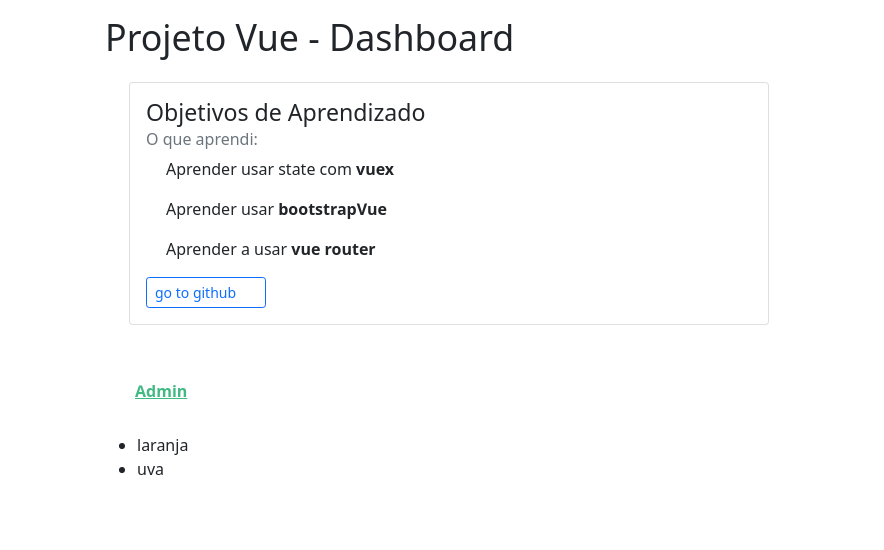 Projeto Vue - Dashboard
Objetivos de Aprendizado
O que aprendi:
Aprender usar state com vuex
Aprender usar bootstrapVue
Aprender a usar vue router
go to github
Admin
laranja
uva